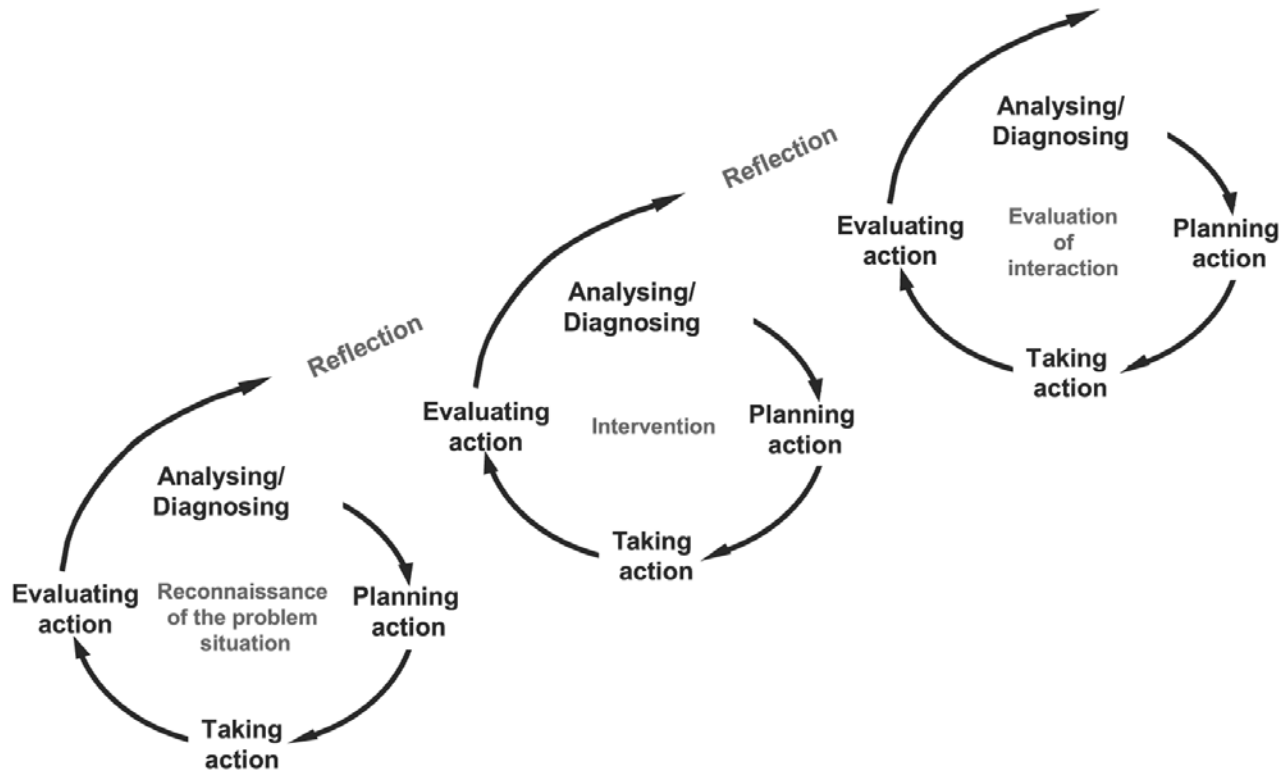 Analysing/
Diagnosing
Reflection
Evaluating
action
Evaluation
of
interaction
Planning
action
Taking
action
Analysing/
Diagnosing
Reflection
Evaluating
action
Intervention
Planning
action
Taking
action
Analysing/
Diagnosing
Evaluating
action
Reconnaissance
of the problem
situation
Planning
action
Taking
action